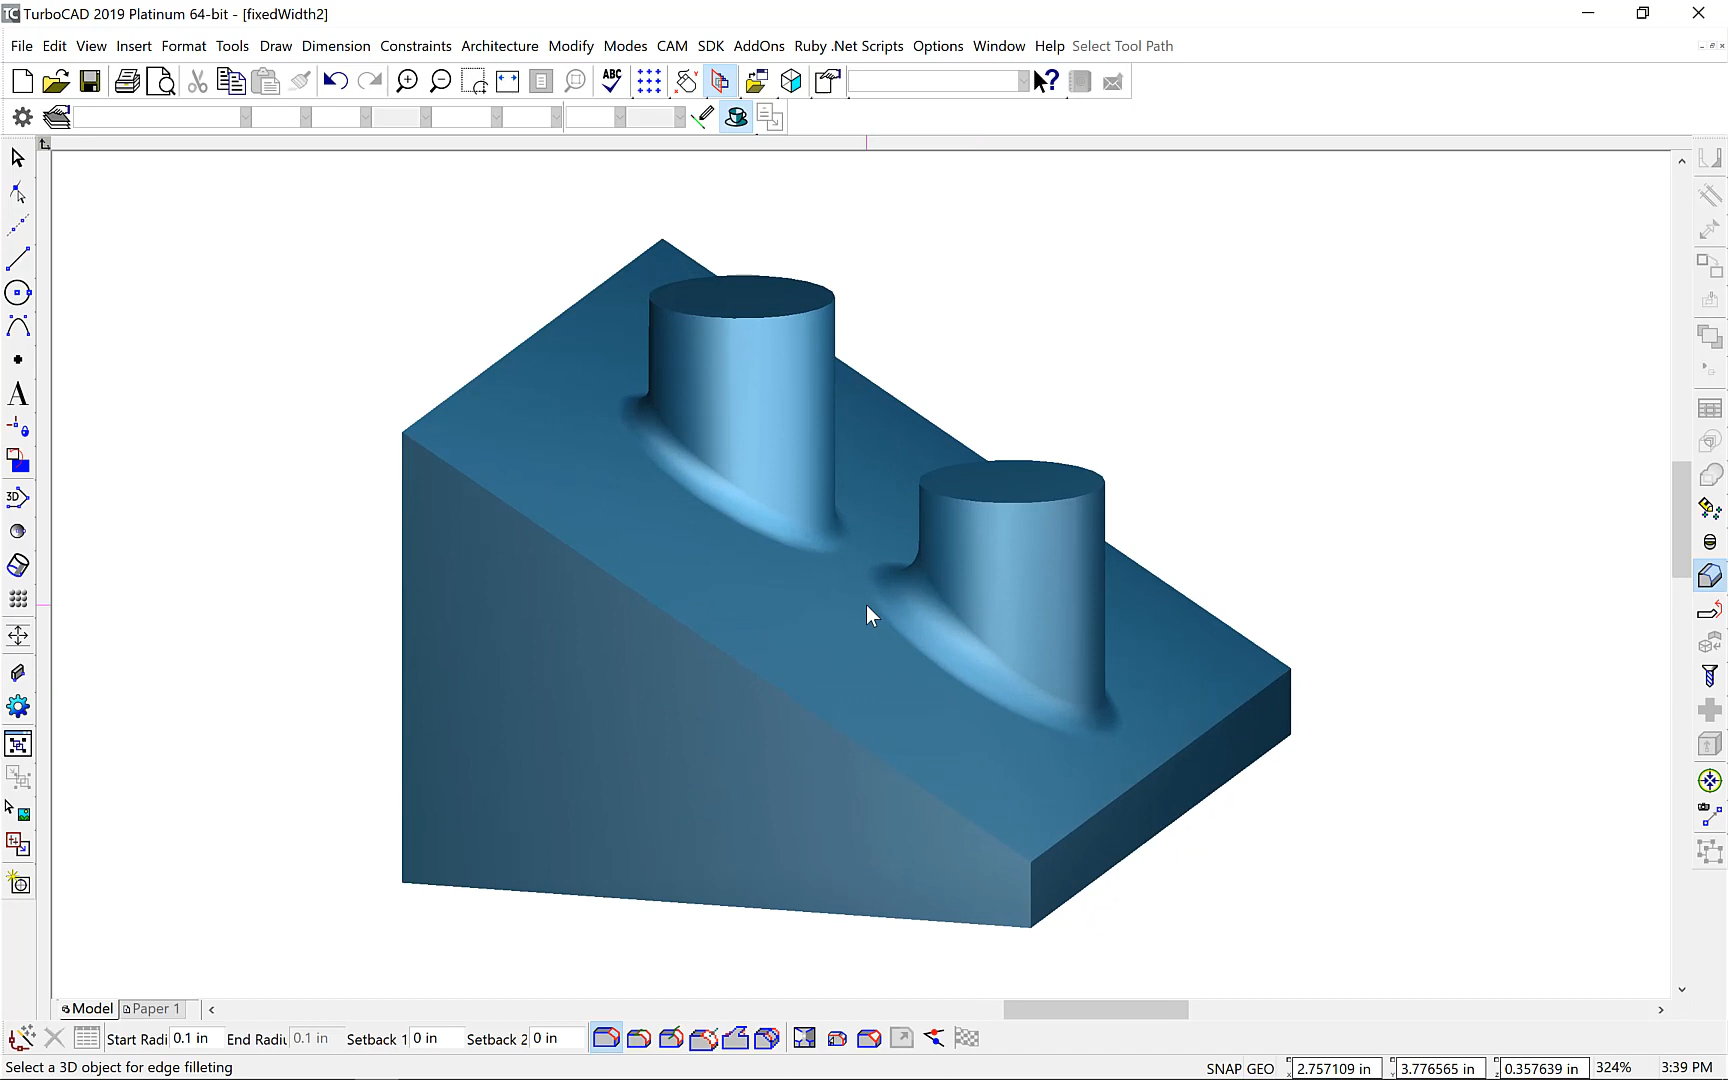 TC TurboCAD 2019 Platinum 64-bit - [fixedWidth2]
File Edit View Insert Format Tools Draw Dimension Constraints Architecture Modify Modes CAM SDK AddOns Ruby .Net Scripts Options Window Help Select Tool Path
ABC ?
A
3D
Model Paper 1
Start Radi 0.1 in End Radiu 0.1 in Setback 1 0 in Setback 2 0 in
Select a 3D object for edge filleting SNAP GEO 2.757109 in 3.776565 in 0.357639 in 324% 3:39 PM